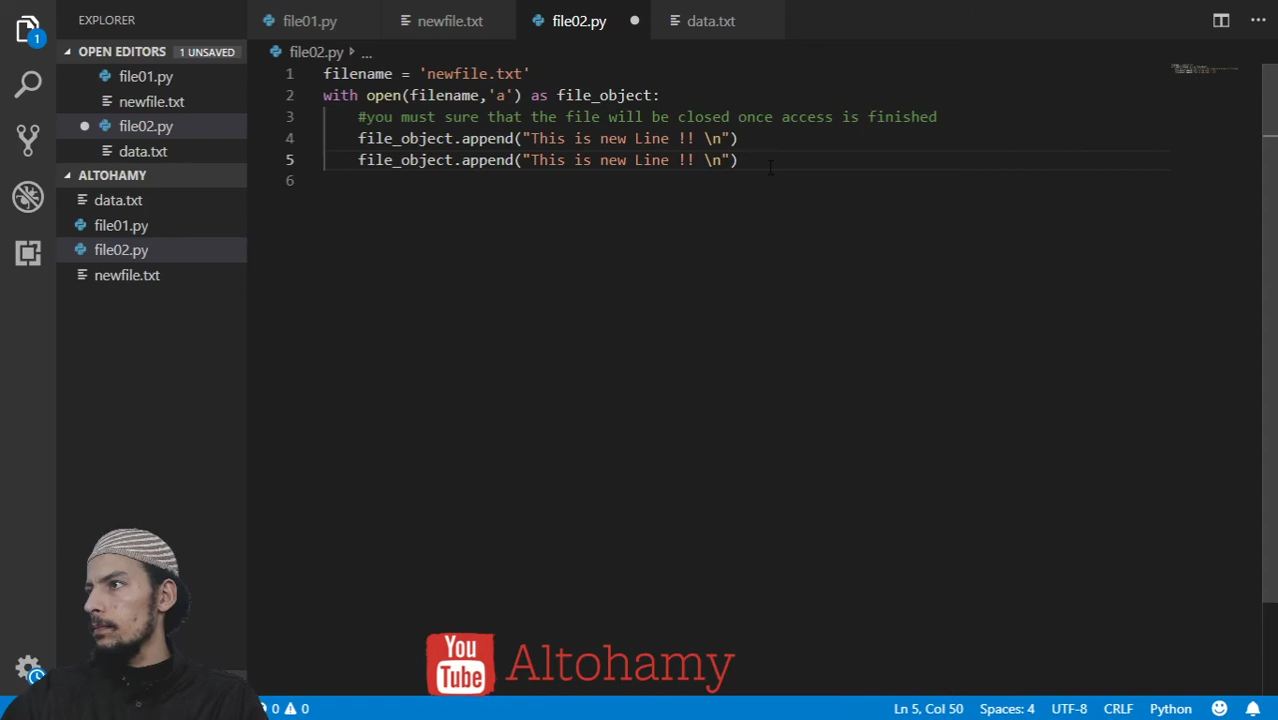 EXPLORER
file01.py
newfile.txt
file02.py
data.txt
OPEN EDITORS 1 UNSAVED
file01.py
newfile.txt
file02.py
data.txt
ALTOHAMY
data.txt
file01.py
file02.py
newfile.txt
1
file02.py ...
1 filename = 'newfile.txt'
2 with open(filename,'a') as file_object:
3 #you must sure that the file will be closed once access is finished
4 file_object.append("This is new Line !! \n")
5 file_object.append("This is new Line !! \n")
6
You Tube Altohamy
0 0 Ln 5, Col 50 Spaces: 4 UTF-8 CRLF Python